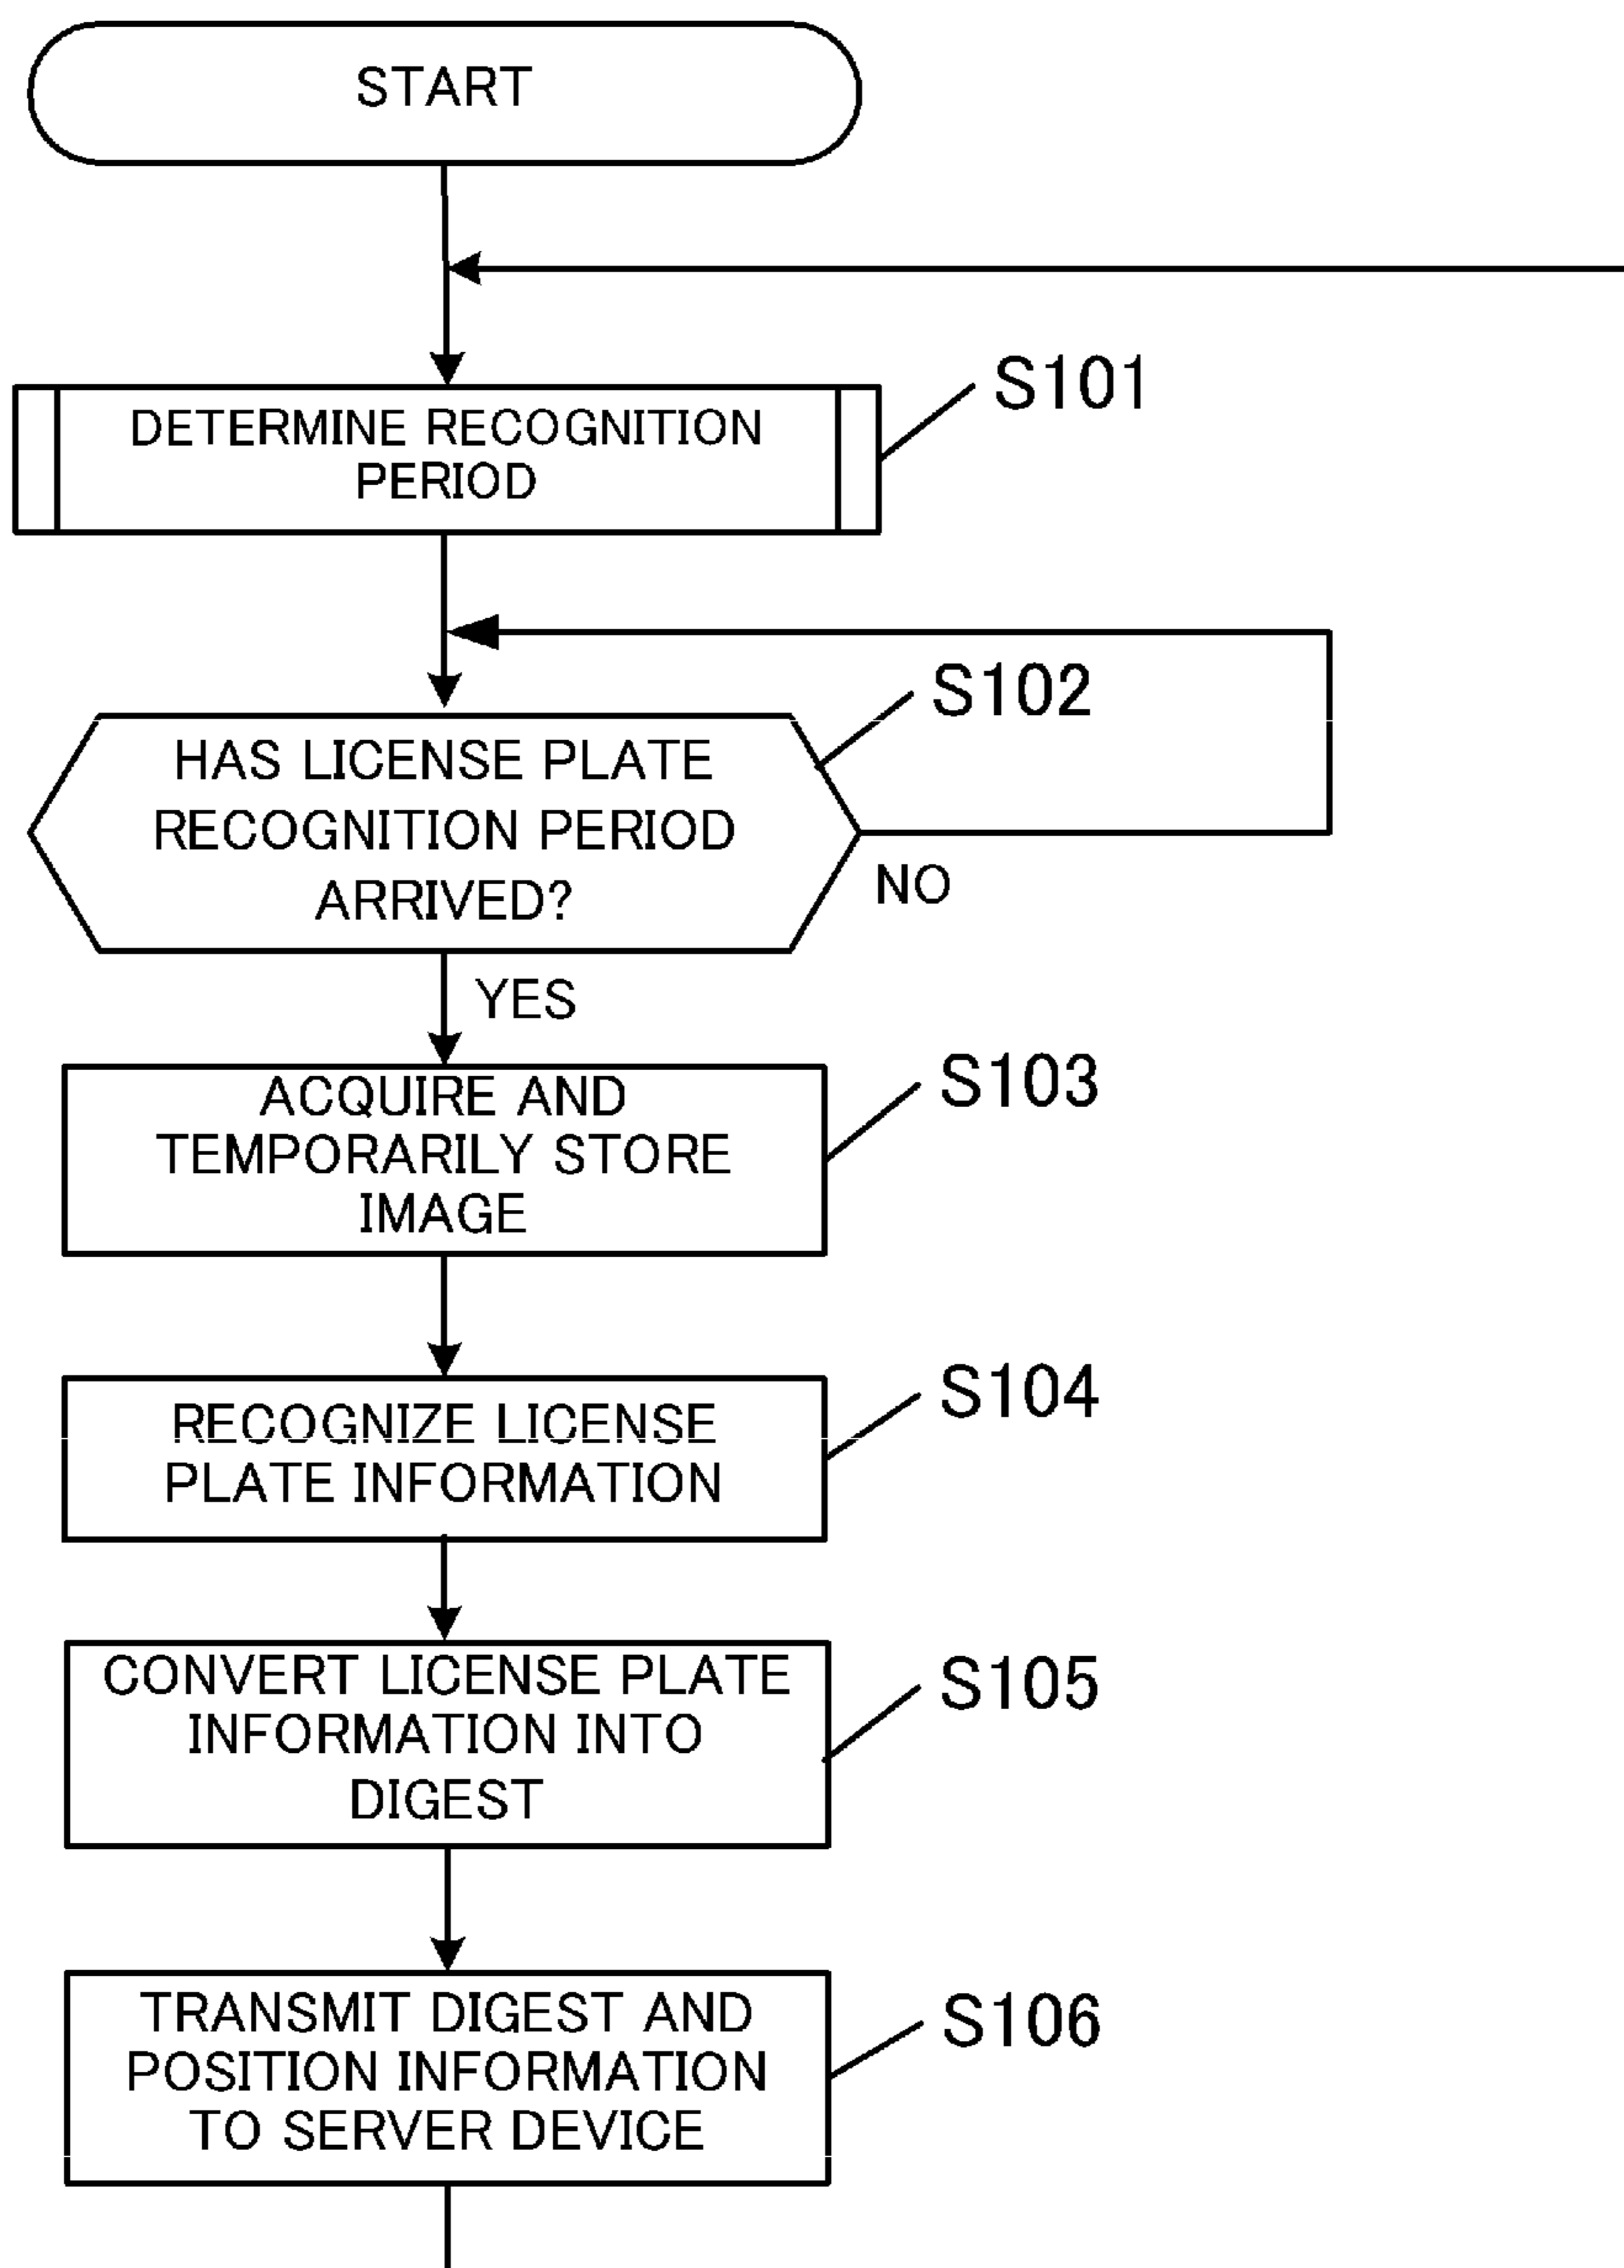 START
S101
DETERMINE RECOGNITION
PERIOD
S102
HAS LICENSE PLATE
RECOGNITION PERIOD
ARRIVED?
NO
YES
S103
ACQUIRE AND
TEMPORARILY STORE
IMAGE
S104
RECOGNIZE LICENSE
PLATE INFORMATION
S105
CONVERT LICENSE PLATE
INFORMATION INTO
DIGEST
S106
TRANSMIT DIGEST AND
POSITION INFORMATION
TO SERVER DEVICE